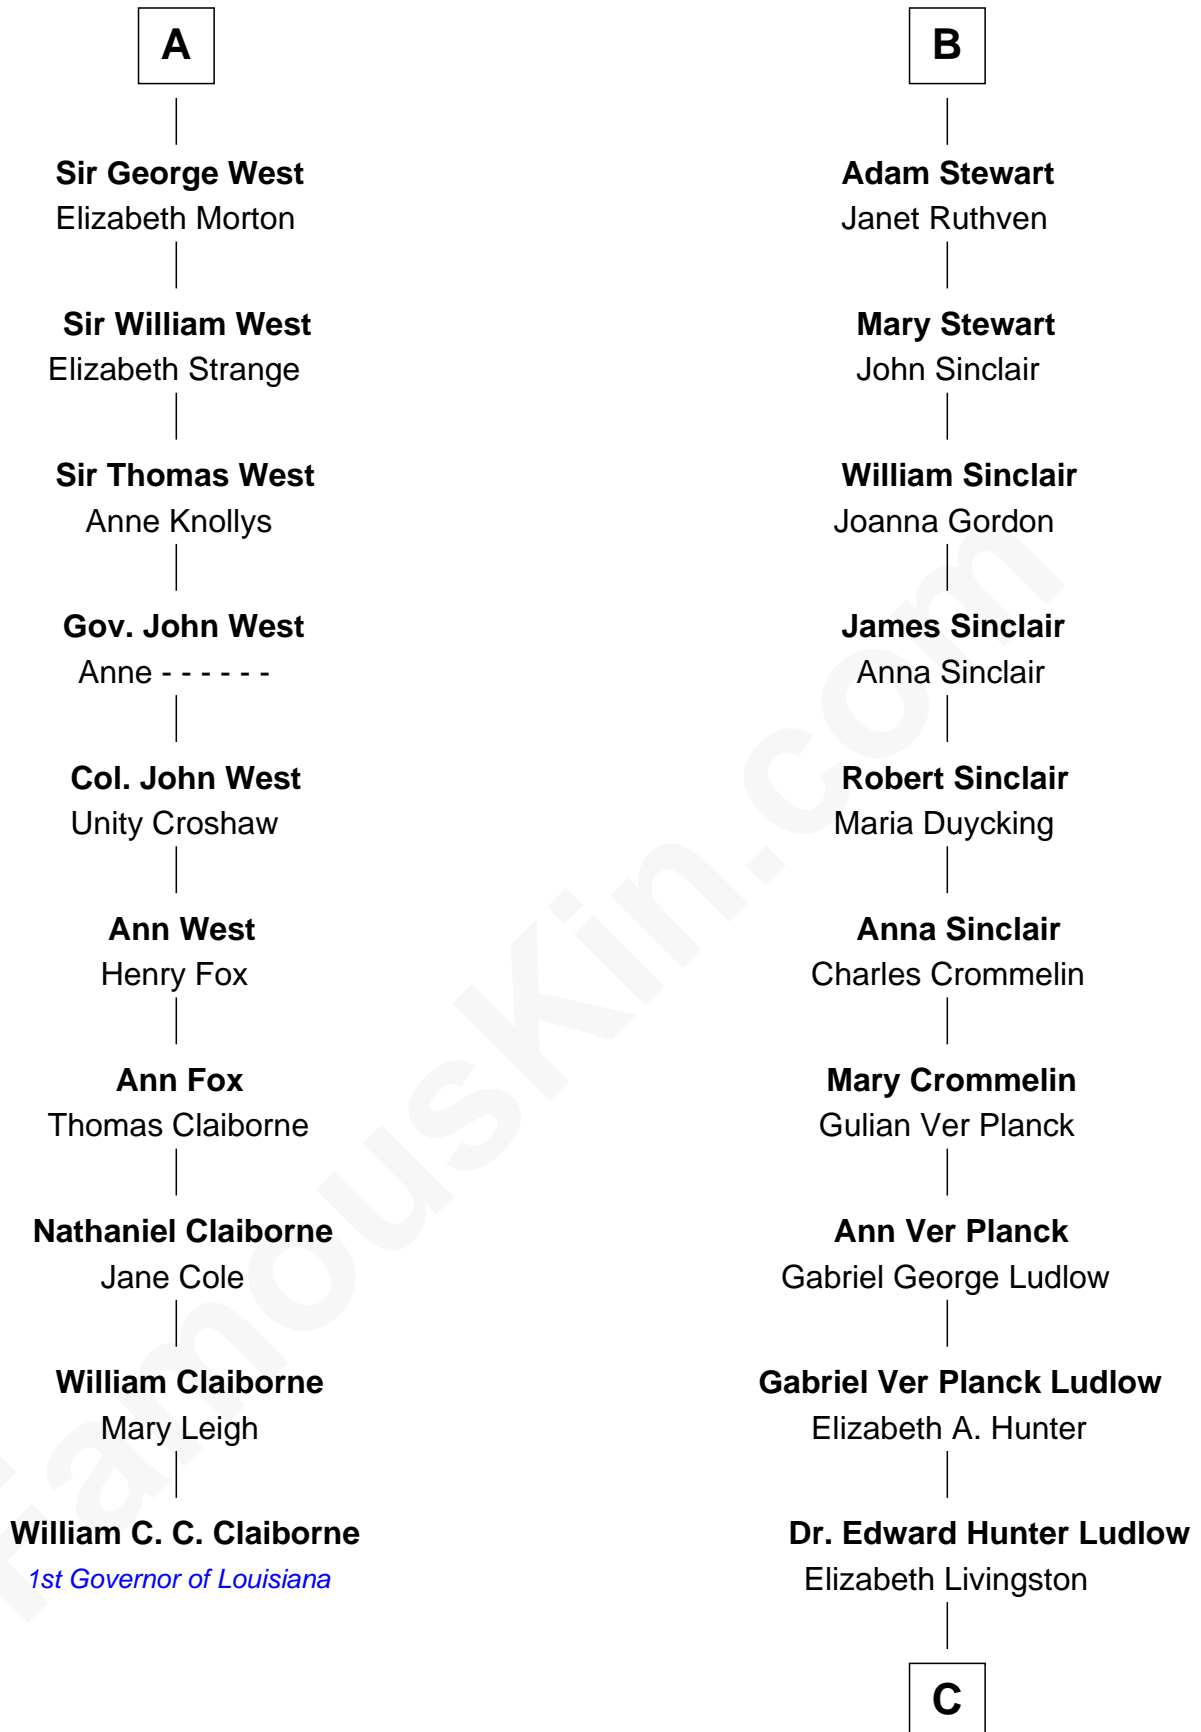 A
Sir George West
Elizabeth Morton
Sir William West
Elizabeth Strange
Sir Thomas West
Anne Knollys
Gov. John West
Anne - - - - - -
Col. John West
Unity Croshaw
Ann West
Henry Fox
Ann Fox
Thomas Claiborne
Nathaniel Claiborne
Jane Cole
William Claiborne
Mary Leigh
William C. C. Claiborne
1st Governor of Louisiana
B
Adam Stewart
Janet Ruthven
Mary Stewart
John Sinclair
William Sinclair
Joanna Gordon
James Sinclair
Anna Sinclair
Robert Sinclair
Maria Duycking
Anna Sinclair
Charles Crommelin
Mary Crommelin
Gulian Ver Planck
Ann Ver Planck
Gabriel George Ludlow
Gabriel Ver Planck Ludlow
Elizabeth A. Hunter
Dr. Edward Hunter Ludlow
Elizabeth Livingston
C
FamousKin.com